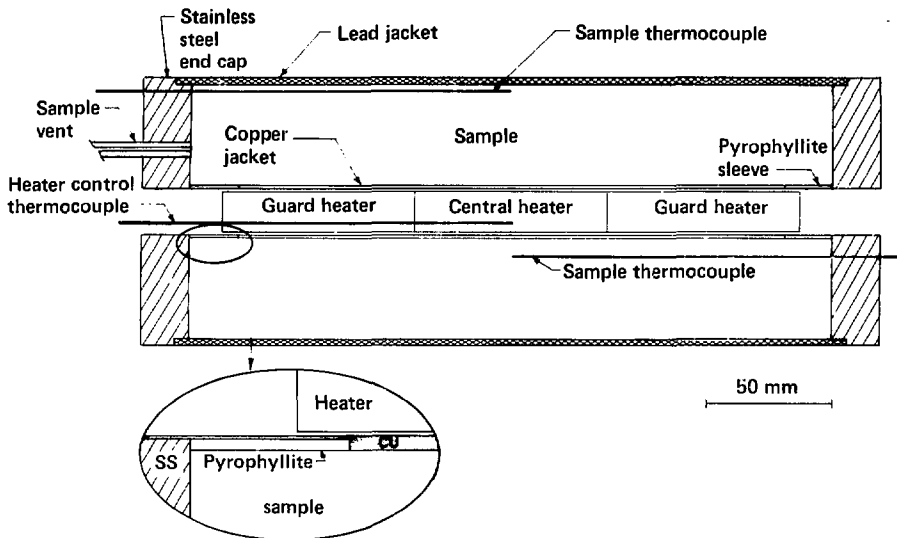 Stainless
steel
end cap
Lead jacket
Sample thermocouple
Sample
vent
Copper
jacket
Sample
Pyrophyllite
sleeve
Heater control
thermocouple
Guard heater
Central heater
Guard heater
Sample thermocouple
50 mm
Heater
CU
SS
Pyrophyllite
sample